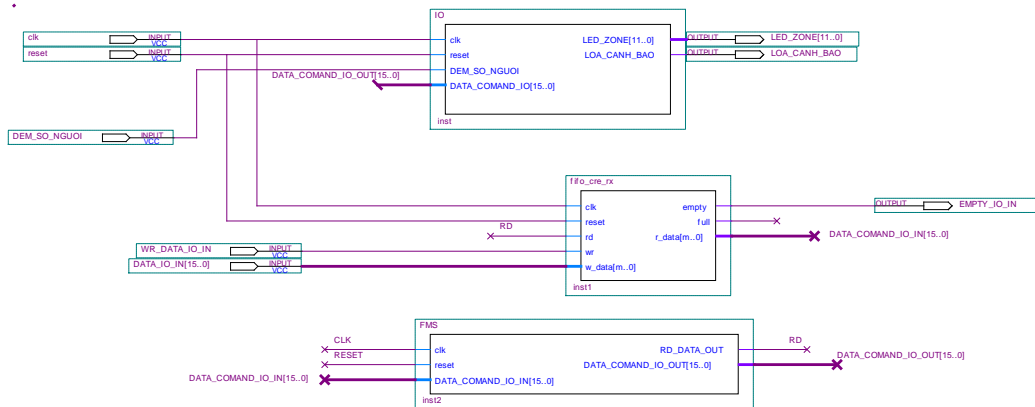 IO
clk INPUT VCC
clk LED_ZONE[11..0] OUTPUT LED_ZONE[11..0]
reset INPUT VCC
reset LOA_CANH_BAO OUTPUT LOA_CANH_BAO
DEM_SO_NGUOI
DATA_COMAND_IO_OUT[15..0] DATA_COMAND_IO[15..0]
inst
DEM_SO_NGUOI INPUT VCC
fifo_cre_rx
clk empty OUTPUT EMPTY_IO_IN
reset full
RD rd r_data[m..0] DATA_COMAND_IO_IN[15..0]
WR_DATA_IO_IN INPUT VCC wr
DATA_IO_IN[15..0] INPUT VCC w_data[m..0]
inst1
FMS
CLK clk RD_DATA_OUT RD
RESET reset DATA_COMAND_IO_OUT[15..0] DATA_COMAND_IO_OUT[15..0]
DATA_COMAND_IO_IN[15..0] DATA_COMAND_IO_IN[15..0]
inst2